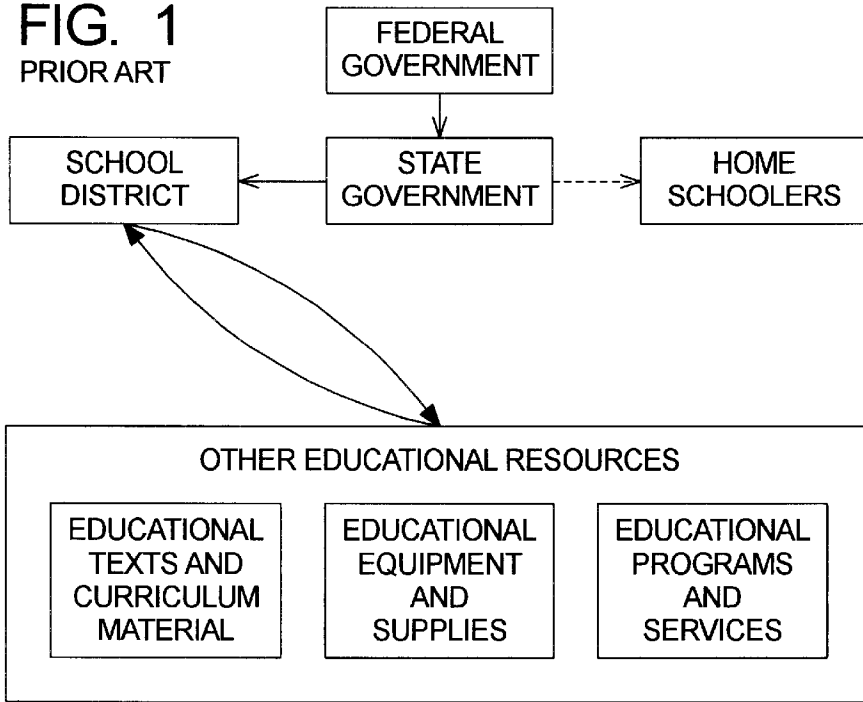 FIG. 1
PRIOR ART
FEDERAL
GOVERNMENT
SCHOOL
DISTRICT
STATE
GOVERNMENT
HOME
SCHOOLERS
OTHER EDUCATIONAL RESOURCES
EDUCATIONAL
TEXTS AND
CURRICULUM
MATERIAL
EDUCATIONAL
EQUIPMENT
AND
SUPPLIES
EDUCATIONAL
PROGRAMS
AND
SERVICES